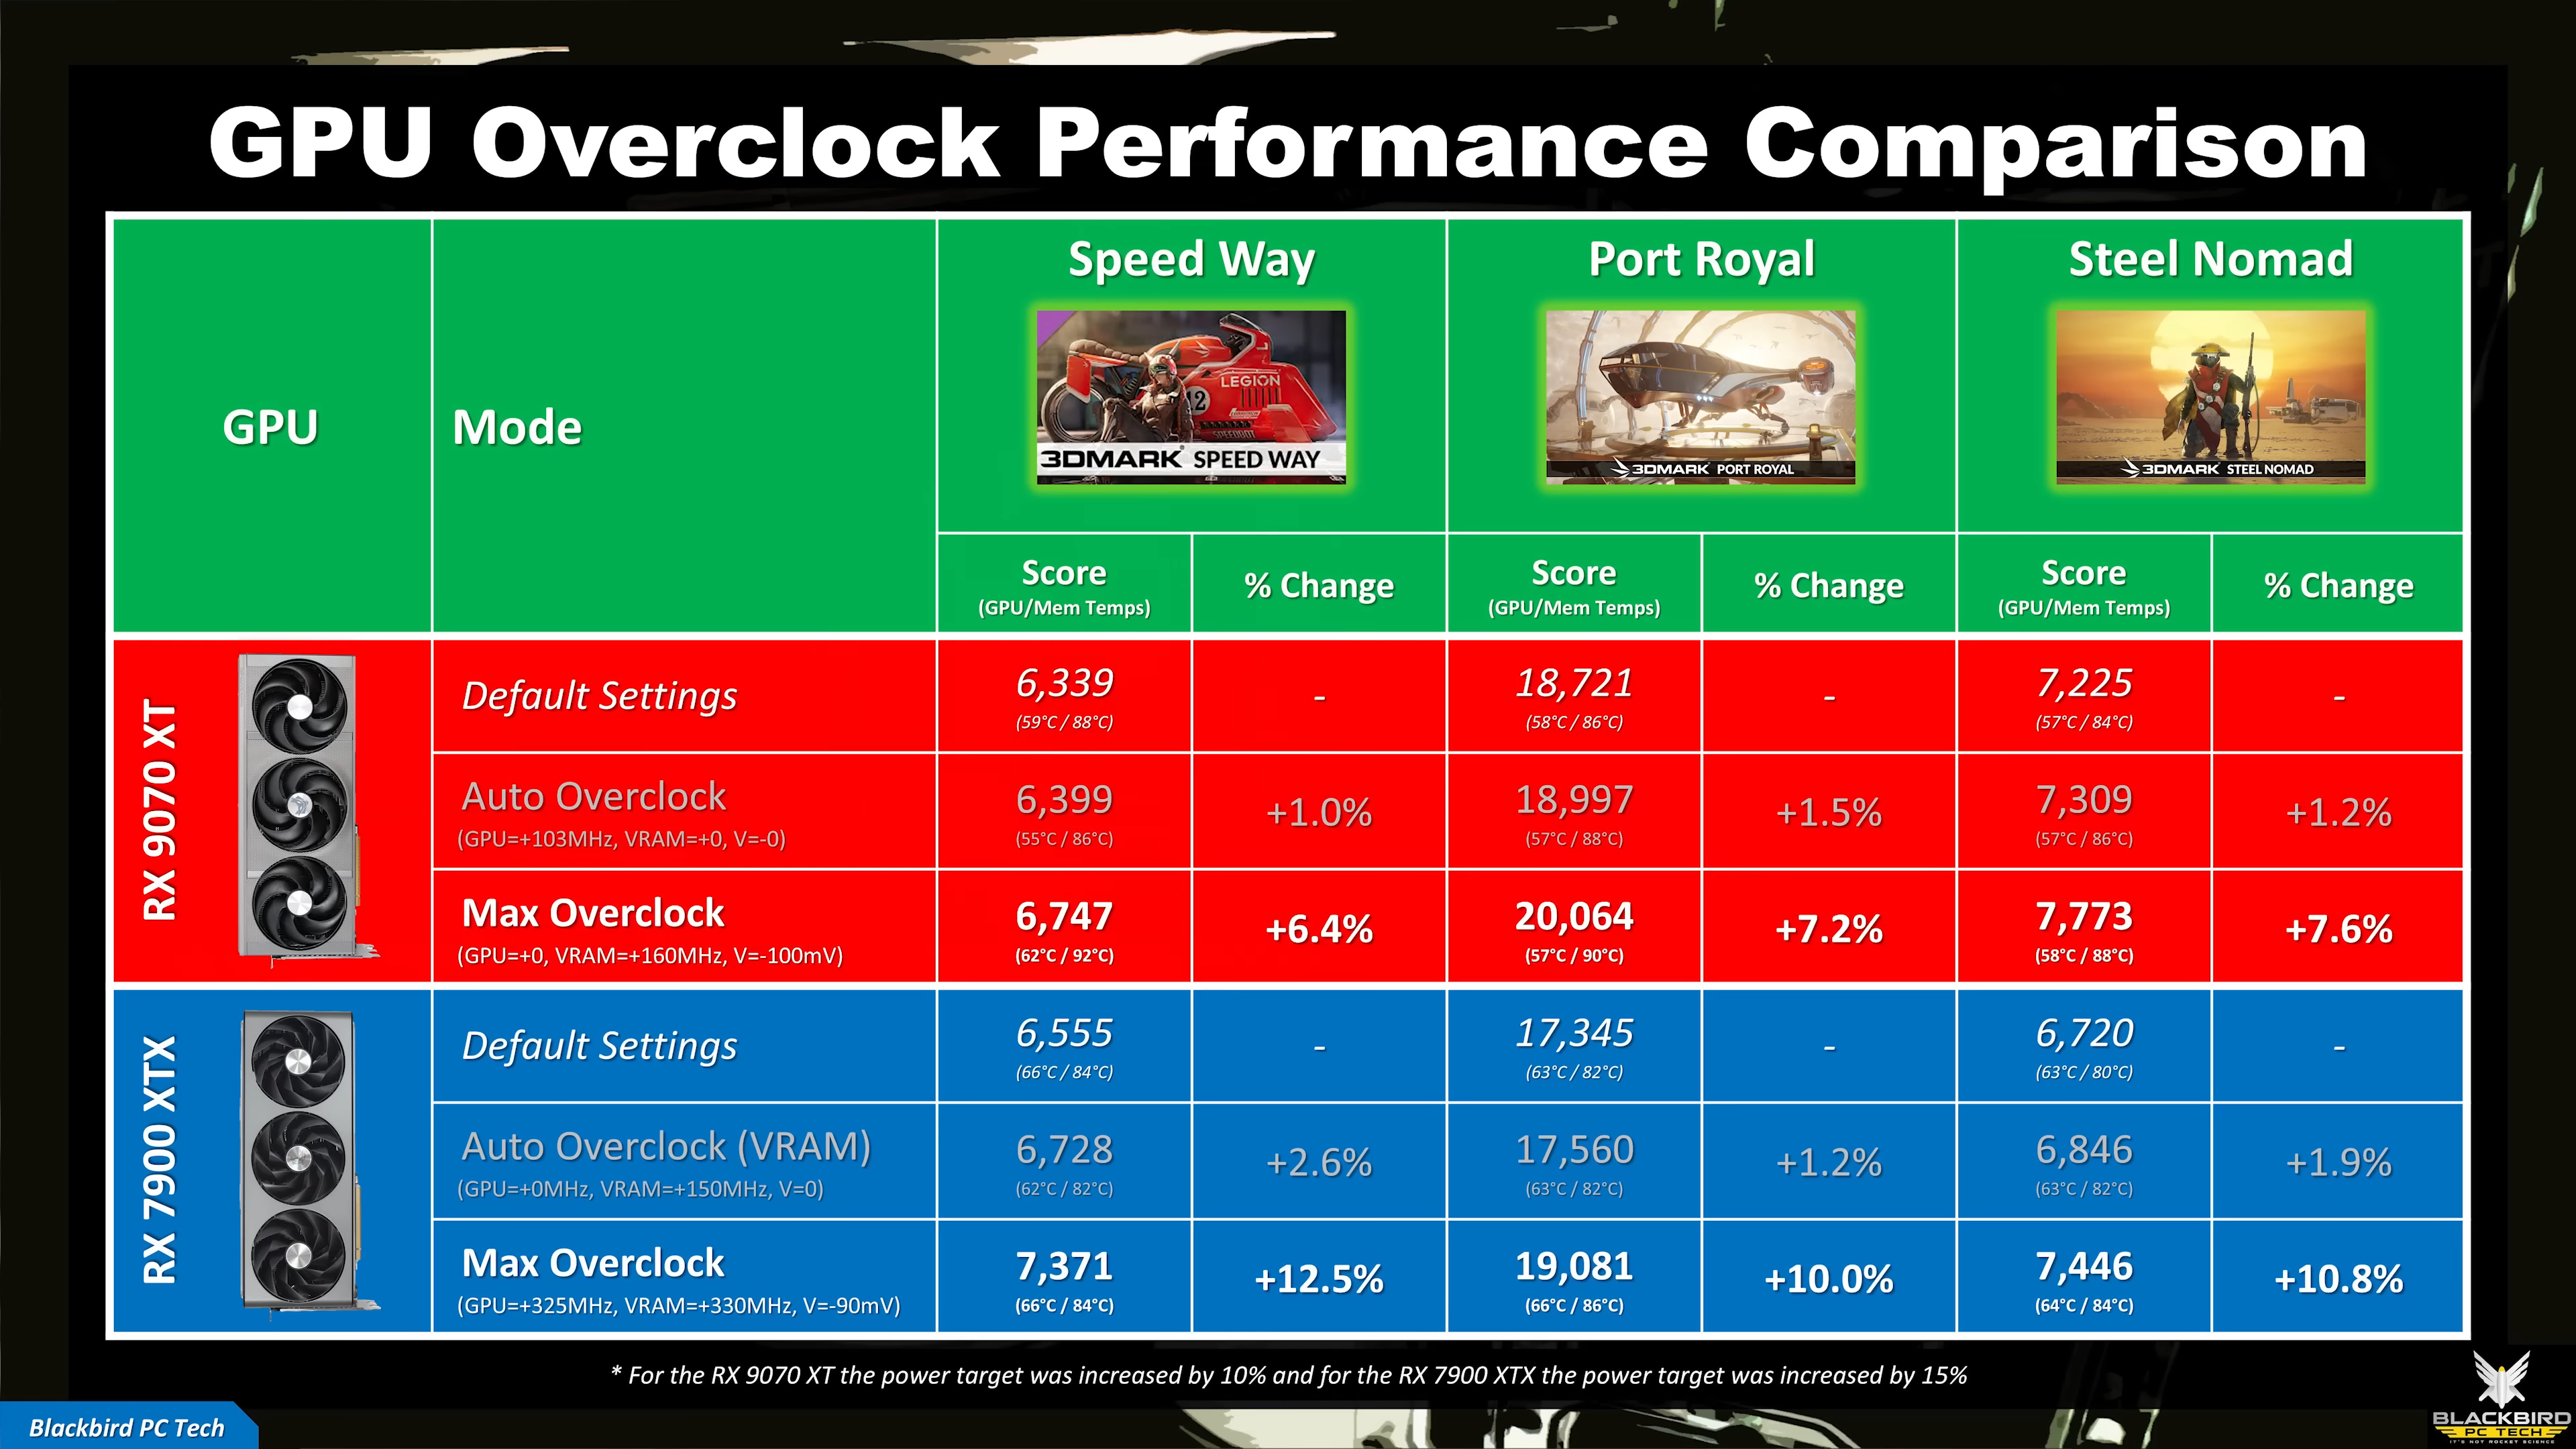 GPU Overclock Performance Comparison
GPU
Mode
Speed Way
LEGION
12
SPEEDBOT
3DMARK SPEED WAY
Port Royal
3DMARK PORT ROYAL
Steel Nomad
3DMARK STEEL NOMAD
Score
(GPU/Mem Temps)
% Change
Score
(GPU/Mem Temps)
% Change
Score
(GPU/Mem Temps)
% Change
RX 9070 XT
Default Settings
6,339
(59°C / 88°C)
-
18,721
(58°C / 86°C)
-
7,225
(57°C / 84°C)
-
Auto Overclock
(GPU=+103MHz, VRAM=+0, V=-0)
6,399
(55°C / 86°C)
+1.0%
18,997
(57°C / 88°C)
+1.5%
7,309
(57°C / 86°C)
+1.2%
Max Overclock
(GPU=+0, VRAM=+160MHz, V=-100mV)
6,747
(62°C / 92°C)
+6.4%
20,064
(57°C / 90°C)
+7.2%
7,773
(58°C / 88°C)
+7.6%
RX 7900 XTX
Default Settings
6,555
(66°C / 84°C)
-
17,345
(63°C / 82°C)
-
6,720
(63°C / 80°C)
-
Auto Overclock (VRAM)
(GPU=+0MHz, VRAM=+150MHz, V=0)
6,728
(62°C / 82°C)
+2.6%
17,560
(63°C / 82°C)
+1.2%
6,846
(63°C / 82°C)
+1.9%
Max Overclock
(GPU=+325MHz, VRAM=+330MHz, V=-90mV)
7,371
(66°C / 84°C)
+12.5%
19,081
(66°C / 86°C)
+10.0%
7,446
(64°C / 84°C)
+10.8%
* For the RX 9070 XT the power target was increased by 10% and for the RX 7900 XTX the power target was increased by 15%
Blackbird PC Tech
BLACKBIRD
PC TECH
IT'S NOT ROCKET SCIENCE